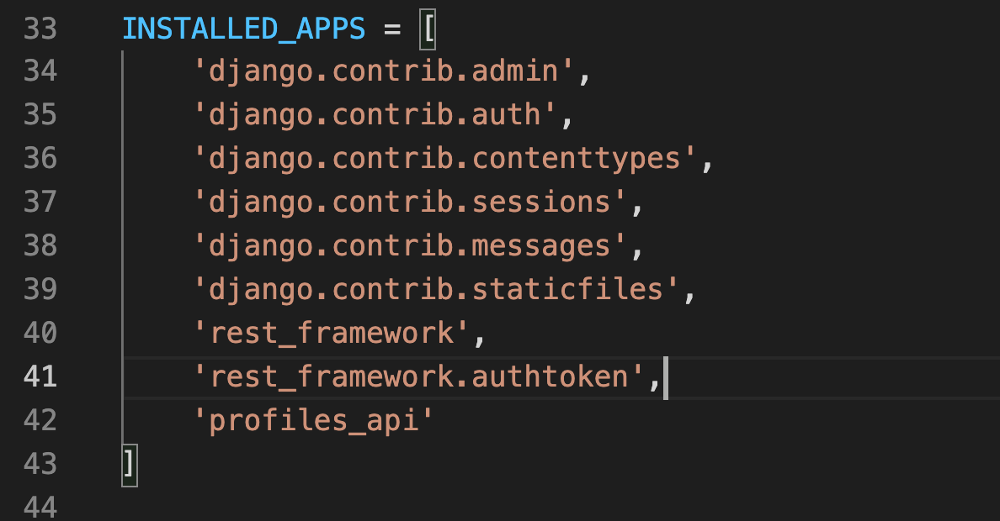 33 INSTALLED_APPS = [
34     'django.contrib.admin',
35     'django.contrib.auth',
36     'django.contrib.contenttypes',
37     'django.contrib.sessions',
38     'django.contrib.messages',
39     'django.contrib.staticfiles',
40     'rest_framework',
41     'rest_framework.authtoken',
42     'profiles_api'
43 ]
44